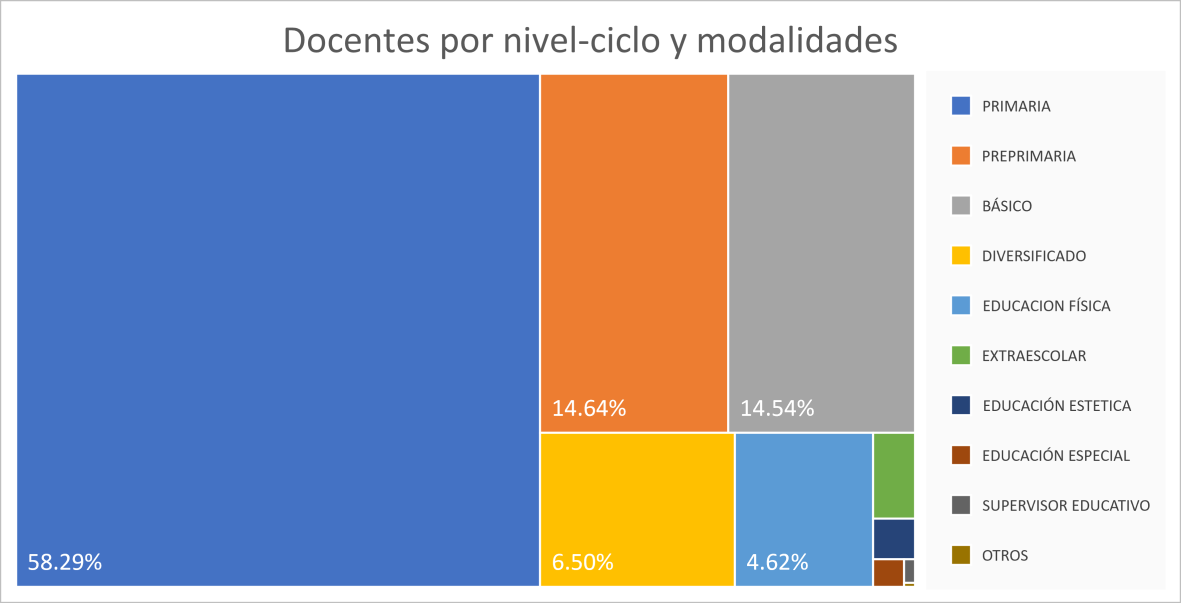 Docentes por nivel-ciclo y modalidades
58.29%
14.64%
14.54%
6.50%
4.62%
PRIMARIA
PREPRIMARIA
BÁSICO
DIVERSIFICADO
EDUCACION FÍSICA
EXTRAESCOLAR
EDUCACIÓN ESTETICA
EDUCACIÓN ESPECIAL
SUPERVISOR EDUCATIVO
OTROS